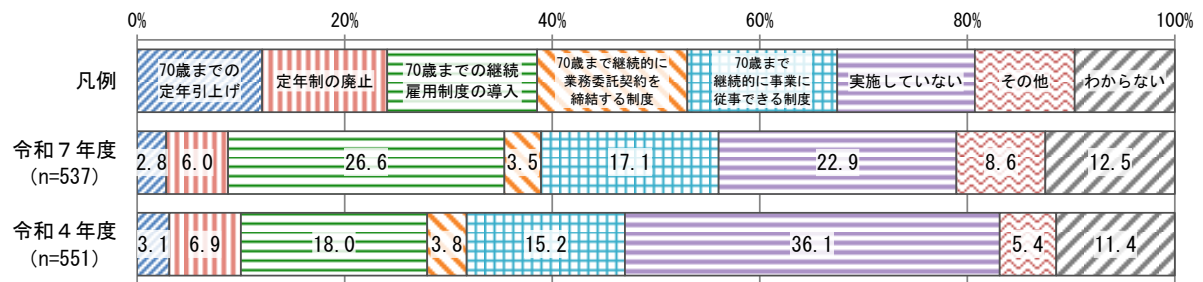 0% 20% 40% 60% 80% 100%
凡例
70歳までの
定年引上げ
定年制の廃止
70歳までの継続
雇用制度の導入
70歳まで継続的に
業務委託契約を
締結する制度
70歳まで
継続的に事業に
従事できる制度
実施していない
その他
わからない
令和７年度
(n=537)
2.8 6.0 26.6 3.5 17.1 22.9 8.6 12.5
令和４年度
(n=551)
3.1 6.9 18.0 3.8 15.2 36.1 5.4 11.4